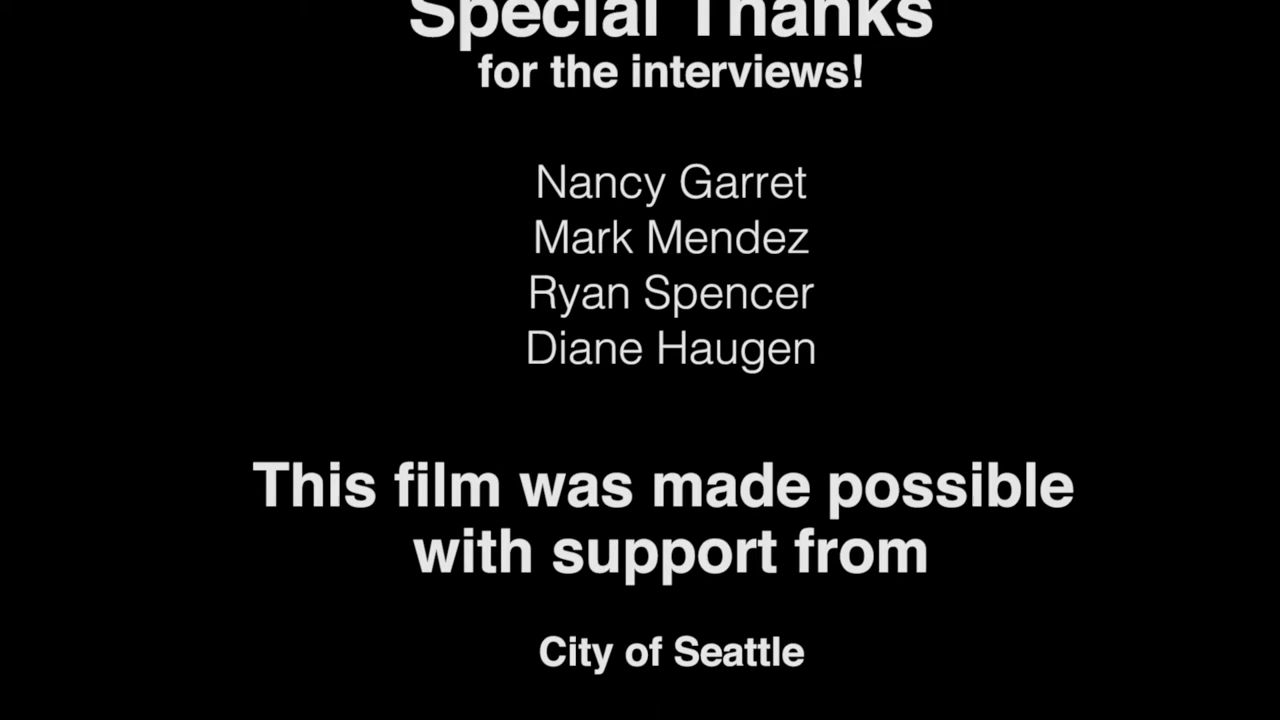 Special Thanks
for the interviews!
Nancy Garret
Mark Mendez
Ryan Spencer
Diane Haugen
This film was made possible
with support from
City of Seattle